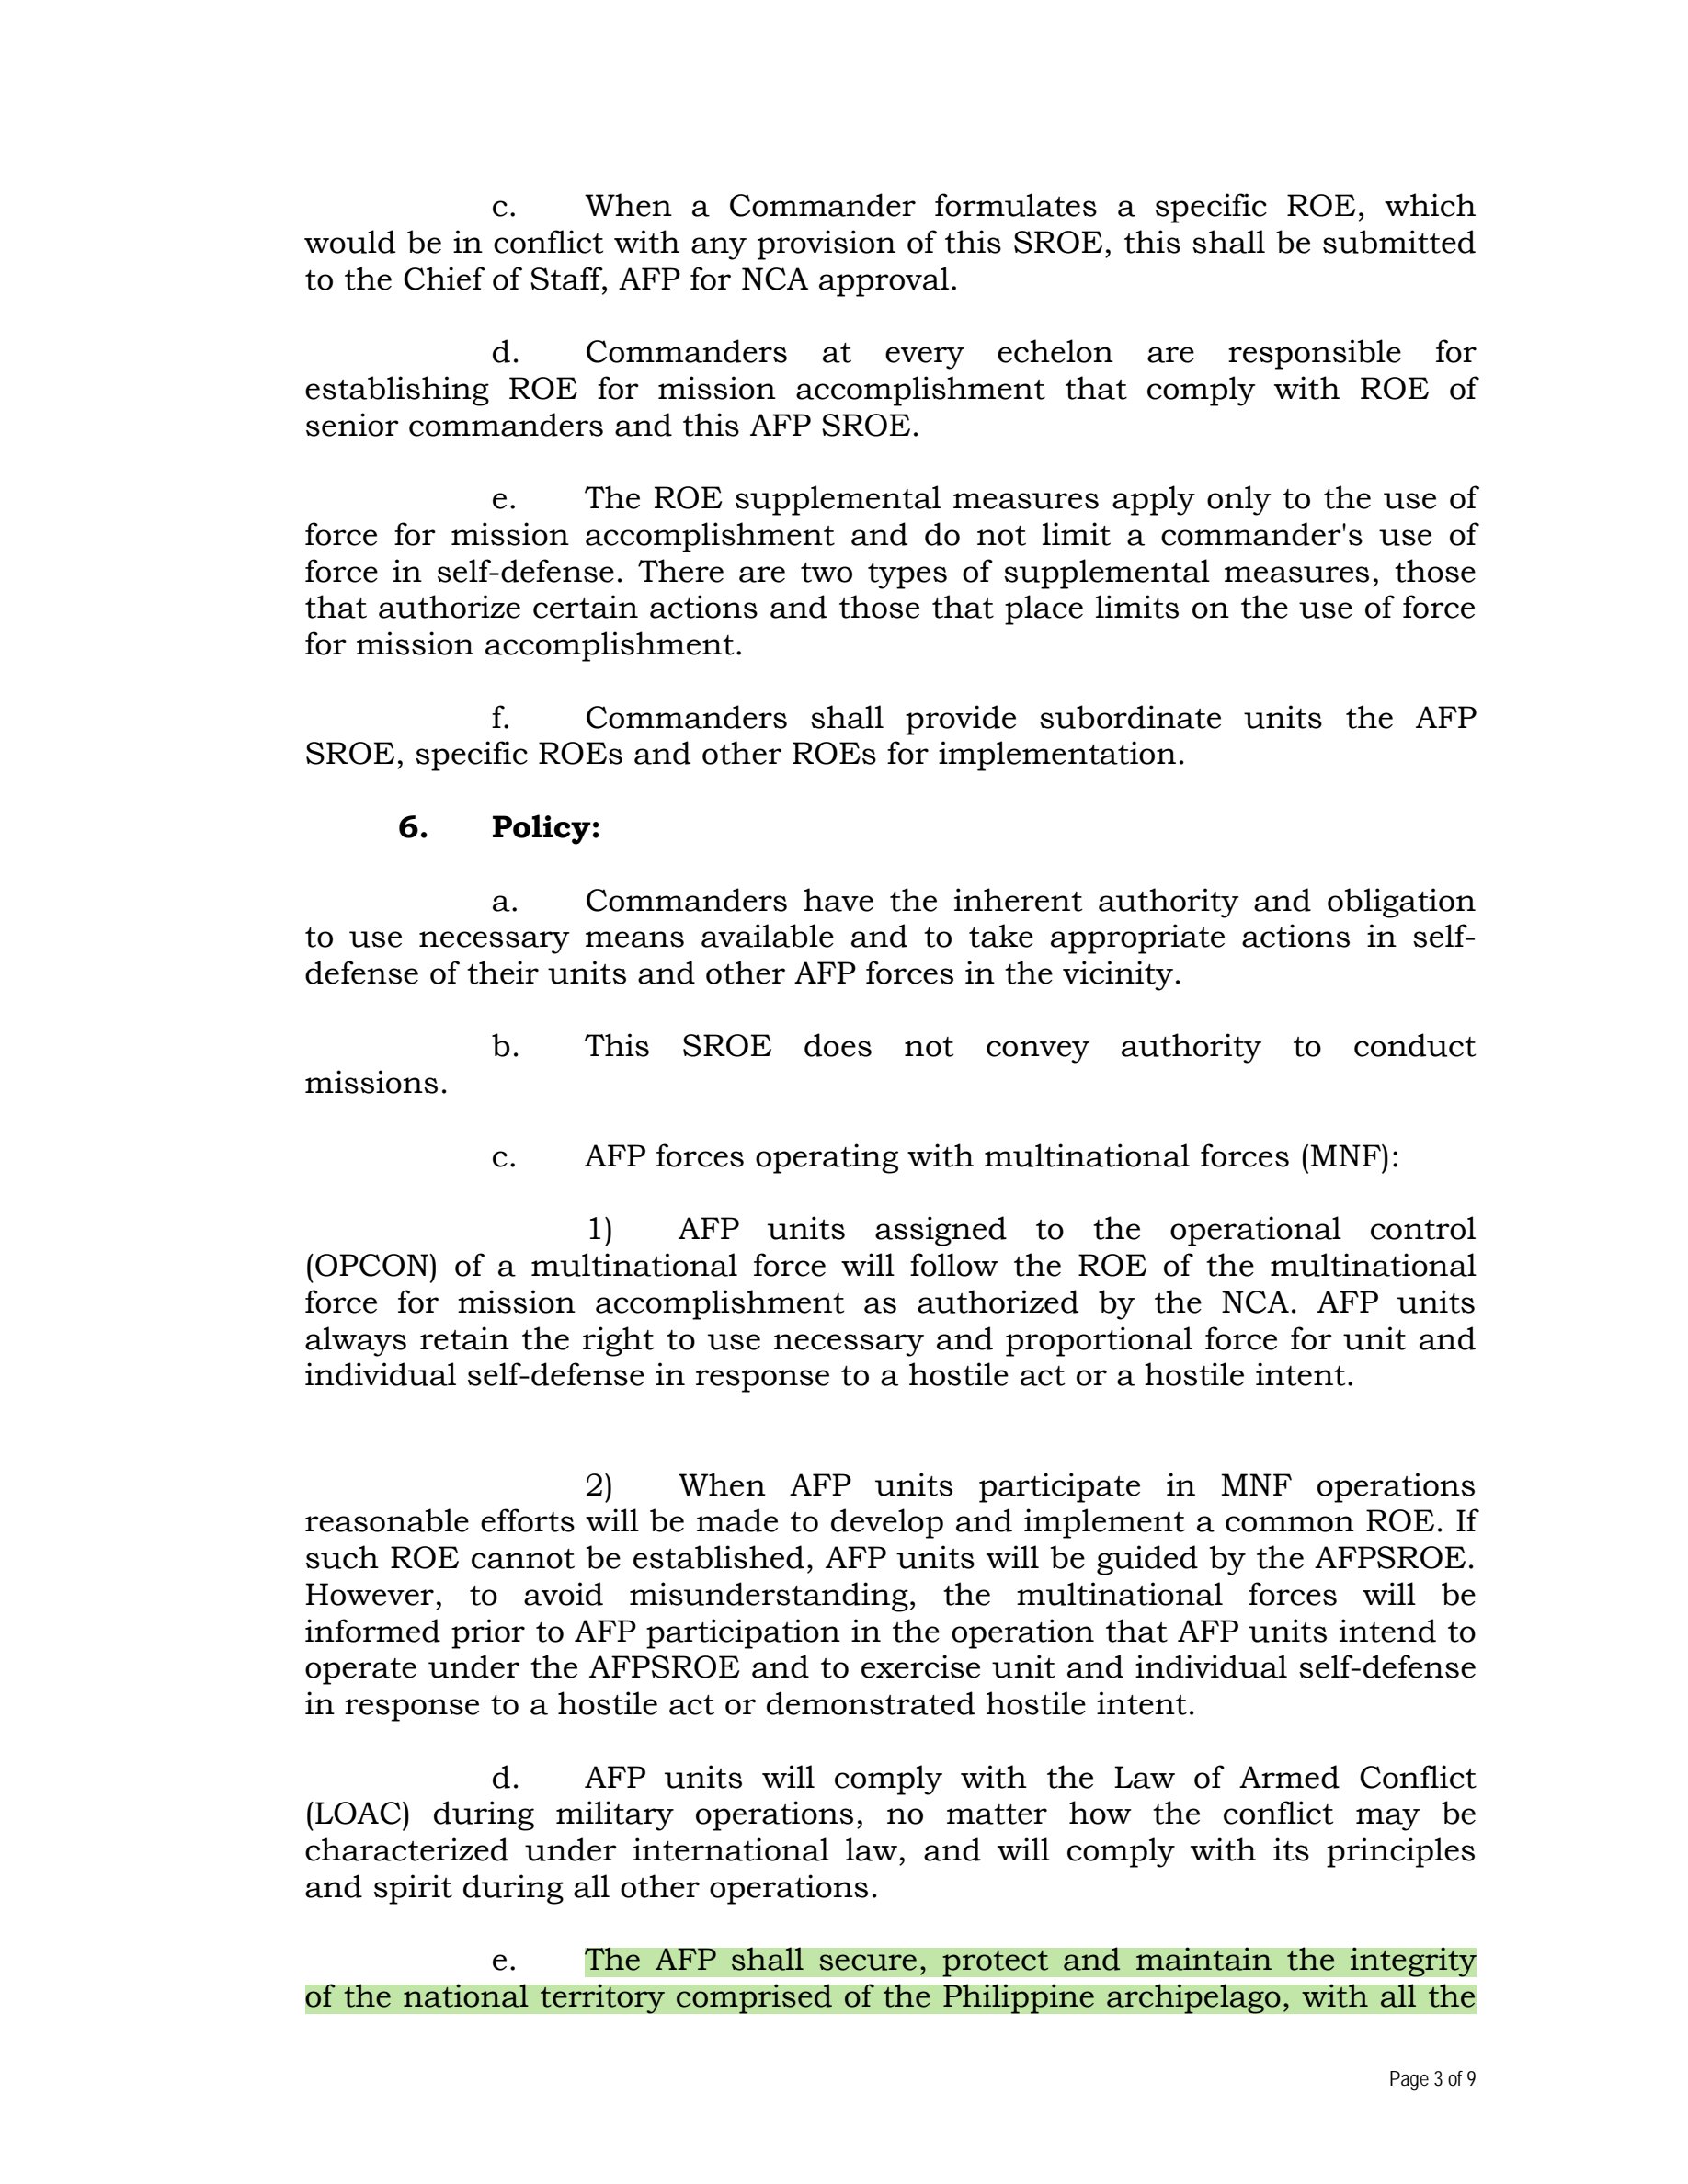 c. When a Commander formulates a specific ROE, which
would be in conflict with any provision of this SROE, this shall be submitted
to the Chief of Staff, AFP for NCA approval.
d. Commanders at every echelon are responsible for
establishing ROE for mission accomplishment that comply with ROE of
senior commanders and this AFP SROE.
e. The ROE supplemental measures apply only to the use of
force for mission accomplishment and do not limit a commander's use of
force in self-defense. There are two types of supplemental measures, those
that authorize certain actions and those that place limits on the use of force
for mission accomplishment.
f. Commanders shall provide subordinate units the AFP
SROE, specific ROEs and other ROEs for implementation.
6. Policy:
a. Commanders have the inherent authority and obligation
to use necessary means available and to take appropriate actions in self-
defense of their units and other AFP forces in the vicinity.
b. This SROE does not convey authority to conduct
missions.
c. AFP forces operating with multinational forces (MNF):
1) AFP units assigned to the operational control
(OPCON) of a multinational force will follow the ROE of the multinational
force for mission accomplishment as authorized by the NCA. AFP units
always retain the right to use necessary and proportional force for unit and
individual self-defense in response to a hostile act or a hostile intent.
2) When AFP units participate in MNF operations
reasonable efforts will be made to develop and implement a common ROE. If
such ROE cannot be established, AFP units will be guided by the AFPSROE.
However, to avoid misunderstanding, the multinational forces will be
informed prior to AFP participation in the operation that AFP units intend to
operate under the AFPSROE and to exercise unit and individual self-defense
in response to a hostile act or demonstrated hostile intent.
d. AFP units will comply with the Law of Armed Conflict
(LOAC) during military operations, no matter how the conflict may be
characterized under international law, and will comply with its principles
and spirit during all other operations.
e. The AFP shall secure, protect and maintain the integrity
of the national territory comprised of the Philippine archipelago, with all the
Page 3 of 9